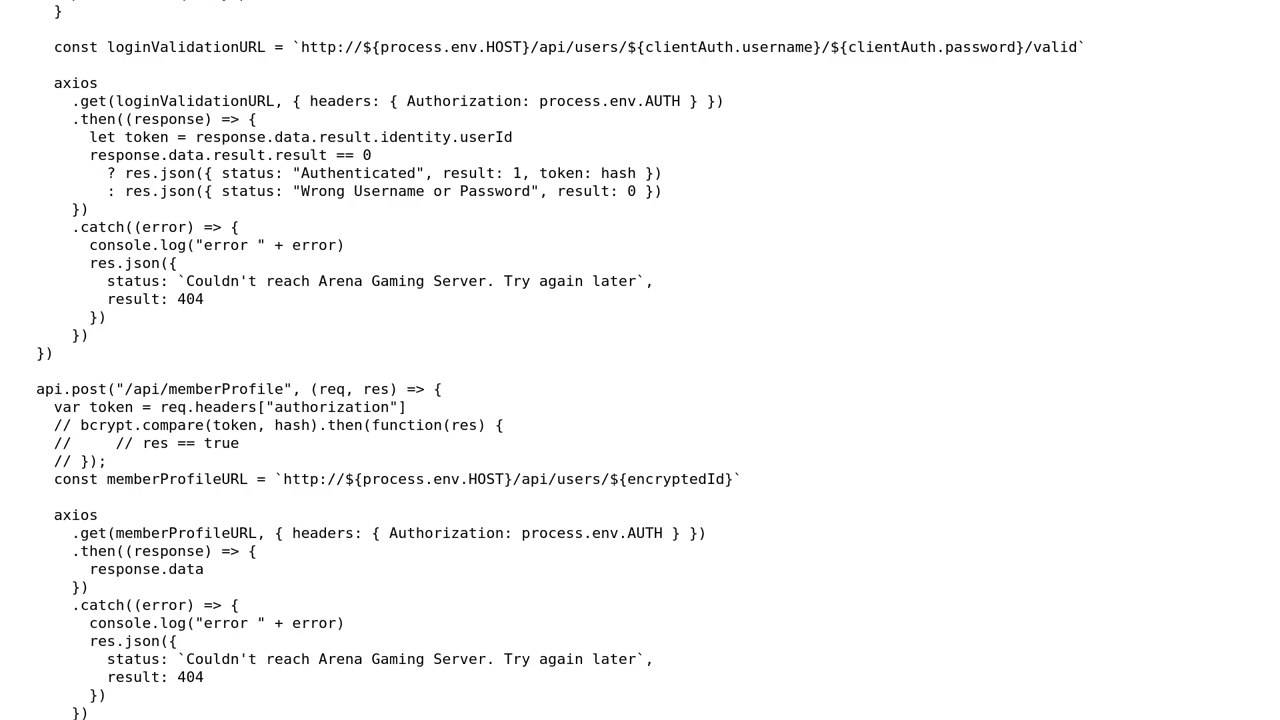 }
const loginValidationURL = `http://${process.env.HOST}/api/users/${clientAuth.username}/${clientAuth.password}/valid`
axios
.get(loginValidationURL, { headers: { Authorization: process.env.AUTH } })
.then((response) => {
let token = response.data.result.identity.userId
response.data.result.result == 0
? res.json({ status: "Authenticated", result: 1, token: hash })
: res.json({ status: "Wrong Username or Password", result: 0 })
})
.catch((error) => {
console.log("error " + error)
res.json({
status: `Couldn't reach Arena Gaming Server. Try again later`,
result: 404
})
})
})
api.post("/api/memberProfile", (req, res) => {
var token = req.headers["authorization"]
// bcrypt.compare(token, hash).then(function(res) {
//     // res == true
// });
const memberProfileURL = `http://${process.env.HOST}/api/users/${encryptedId}`
axios
.get(memberProfileURL, { headers: { Authorization: process.env.AUTH } })
.then((response) => {
response.data
})
.catch((error) => {
console.log("error " + error)
res.json({
status: `Couldn't reach Arena Gaming Server. Try again later`,
result: 404
})
})